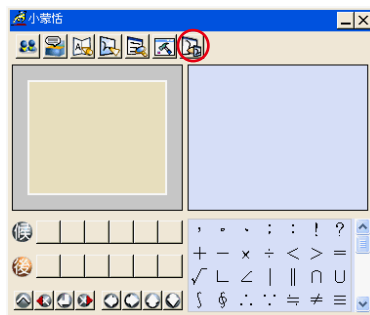 小蒙恬
候
後
， 。 、 ； ： ！ ？
＋ － × ÷ ＜ ＞ ＝
√ ∟ ∠ ｜ ∥ ∩ ∪
∫ ∮ ∴ ∵ ≒ ≠ ≡